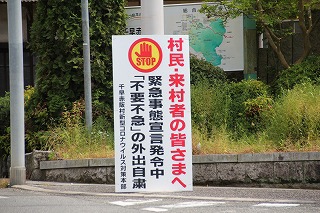 STOP
村民・来村者の皆さまへ
緊急事態宣言発令中
「不要不急」の外出自粛
千早赤阪村新型コロナウイルス対策本部